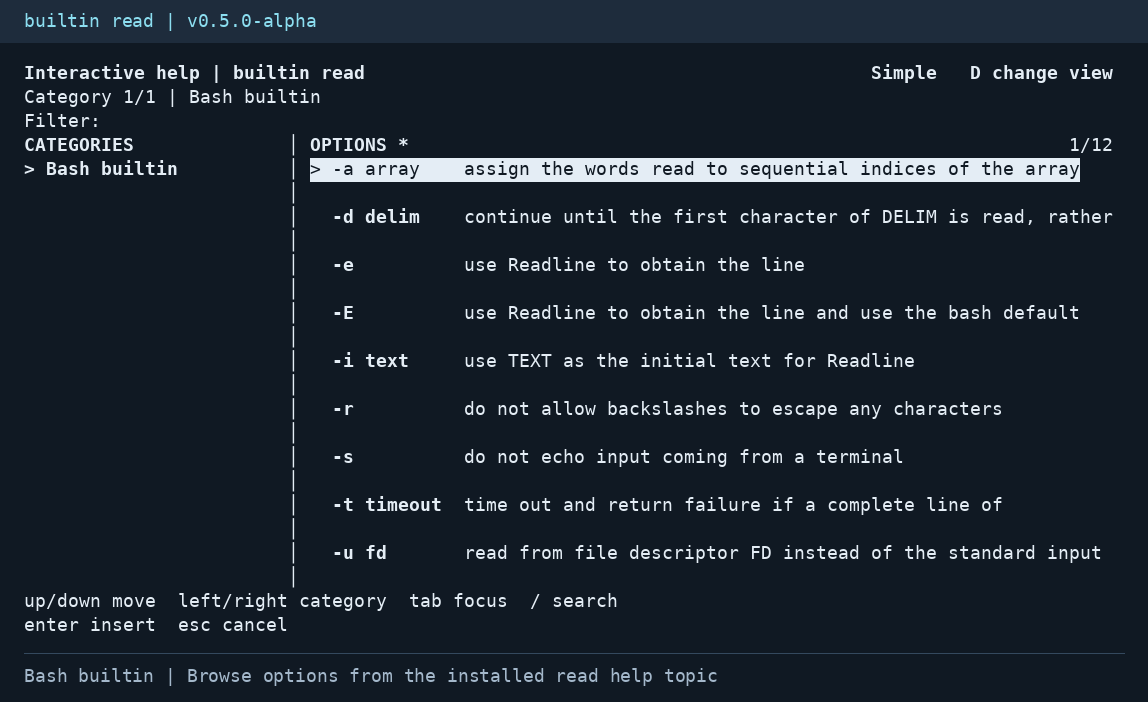 builtin read | v0.5.0-alpha
Interactive help | builtin read Simple D change view
Category 1/1 | Bash builtin
Filter:
CATEGORIES │ OPTIONS * 1/12
> Bash builtin │ > -a array assign the words read to sequential indices of the array
│ -d delim continue until the first character of DELIM is read, rather
│ -e use Readline to obtain the line
│ -E use Readline to obtain the line and use the bash default
│ -i text use TEXT as the initial text for Readline
│ -r do not allow backslashes to escape any characters
│ -s do not echo input coming from a terminal
│ -t timeout time out and return failure if a complete line of
│ -u fd read from file descriptor FD instead of the standard input
up/down move left/right category tab focus / search
enter insert esc cancel
Bash builtin | Browse options from the installed read help topic